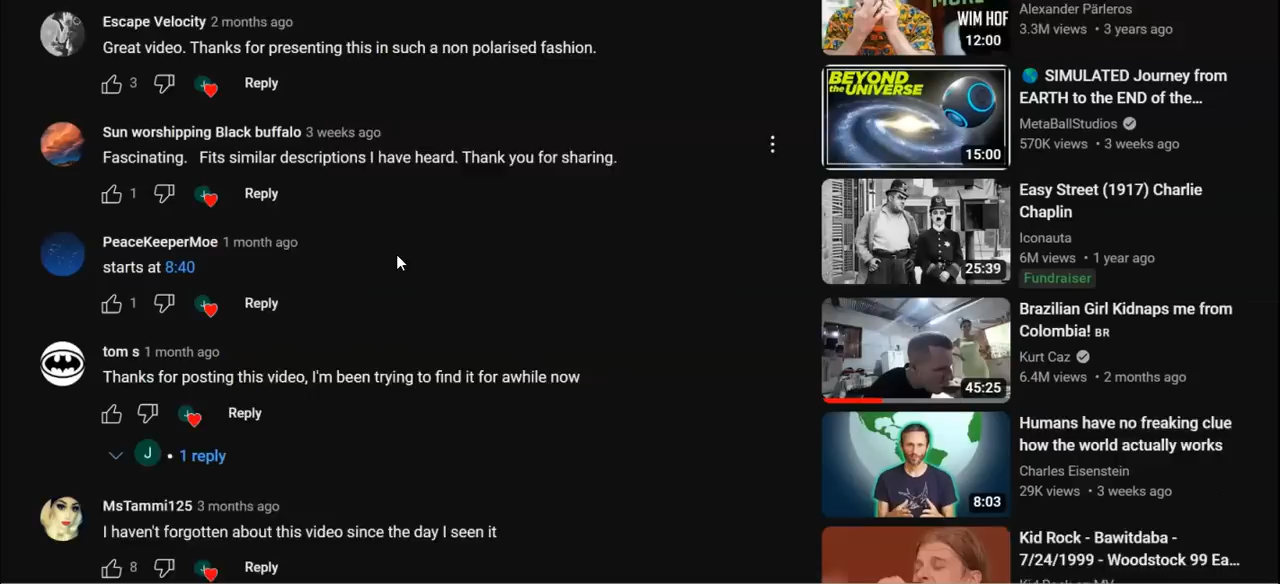 Escape Velocity 2 months ago
Great video. Thanks for presenting this in such a non polarised fashion.
3 Reply
Sun worshipping Black buffalo 3 weeks ago
Fascinating. Fits similar descriptions I have heard. Thank you for sharing.
1 Reply
PeaceKeeperMoe 1 month ago
starts at 8:40
1 Reply
tom s 1 month ago
Thanks for posting this video, I'm been trying to find it for awhile now
Reply
J • 1 reply
MsTammi125 3 months ago
I haven't forgotten about this video since the day I seen it
8 Reply
WIM HOF
12:00
Alexander Pärleros
3.3M views • 3 years ago
BEYOND
the UNIVERSE
15:00
SIMULATED Journey from
EARTH to the END of the...
MetaBallStudios
570K views • 3 weeks ago
25:39
Easy Street (1917) Charlie
Chaplin
Iconauta
6M views • 1 year ago
Fundraiser
45:25
Brazilian Girl Kidnaps me from
Colombia! BR
Kurt Caz
6.4M views • 2 months ago
8:03
Humans have no freaking clue
how the world actually works
Charles Eisenstein
29K views • 3 weeks ago
Kid Rock - Bawitdaba -
7/24/1999 - Woodstock 99 Ea...